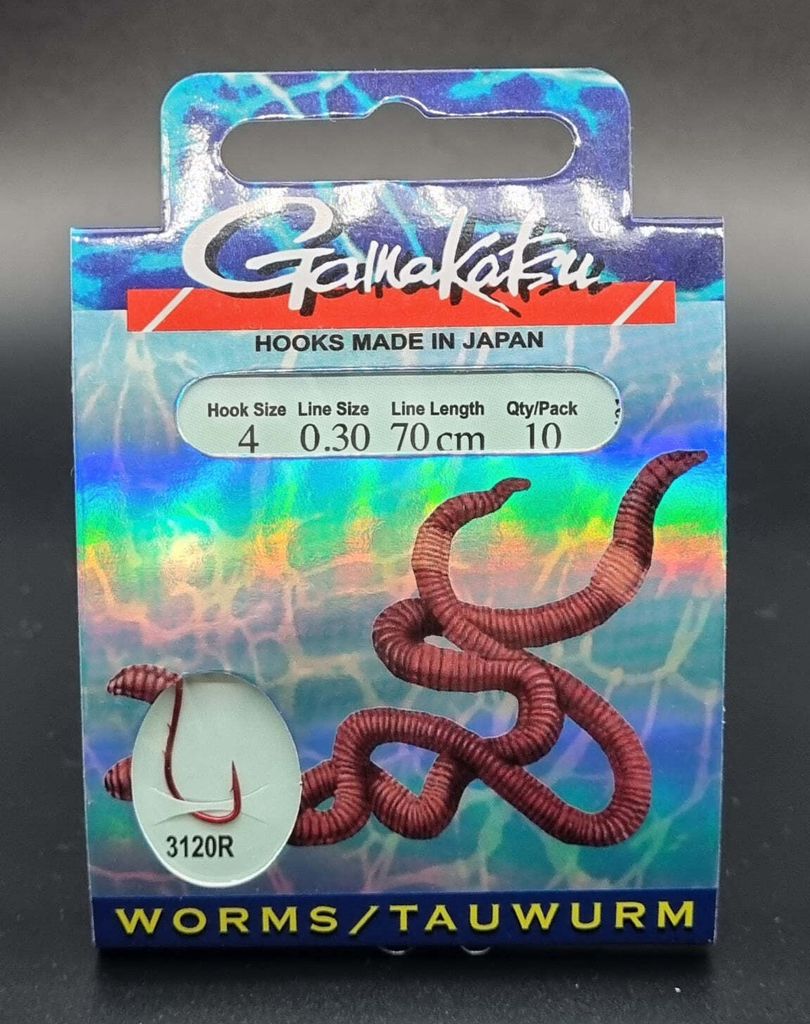 Gamakatsu
HOOKS MADE IN JAPAN
Hook Size Line Size Line Length Qty/Pack
4 0.30 70 cm 10
3120R
WORMS/TAUWURM